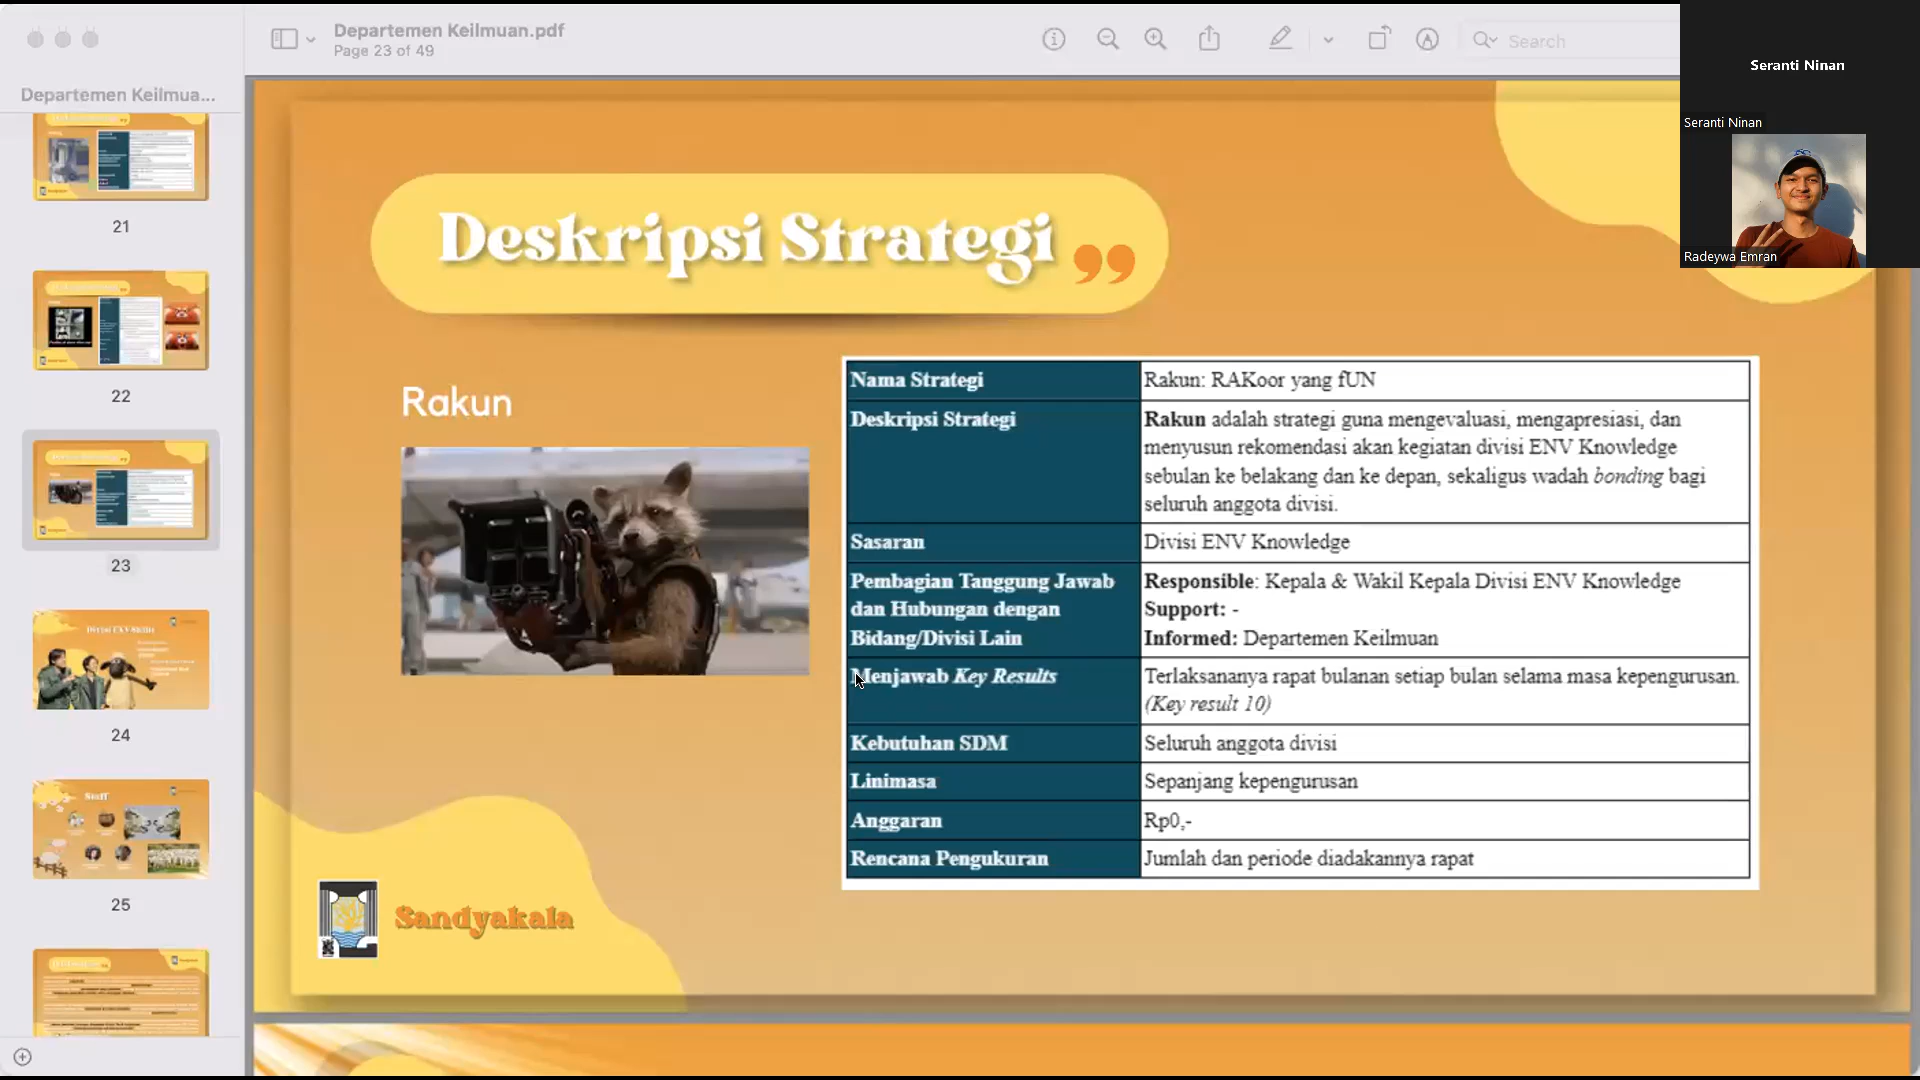 Departemen Keilmuan.pdf
Page 23 of 49
Search
Departemen Keilmua...
21
22
23
24
Staff
25
Deskripsi Strategi
Rakun
Nama Strategi
Rakun: RAKoor yang fUN
Deskripsi Strategi
Rakun adalah strategi guna mengevaluasi, mengapresiasi, dan
menyusun rekomendasi akan kegiatan divisi ENV Knowledge
sebulan ke belakang dan ke depan, sekaligus wadah bonding bagi
seluruh anggota divisi.
Sasaran
Divisi ENV Knowledge
Pembagian Tanggung Jawab
dan Hubungan dengan
Bidang/Divisi Lain
Responsible: Kepala & Wakil Kepala Divisi ENV Knowledge
Support: -
Informed: Departemen Keilmuan
Menjawab Key Results
Terlaksananya rapat bulanan setiap bulan selama masa kepengurusan.
(Key result 10)
Kebutuhan SDM
Seluruh anggota divisi
Linimasa
Sepanjang kepengurusan
Anggaran
Rp0,-
Rencana Pengukuran
Jumlah dan periode diadakannya rapat
Sandyakala
Seranti Ninan
Seranti Ninan
Radeywa Emran